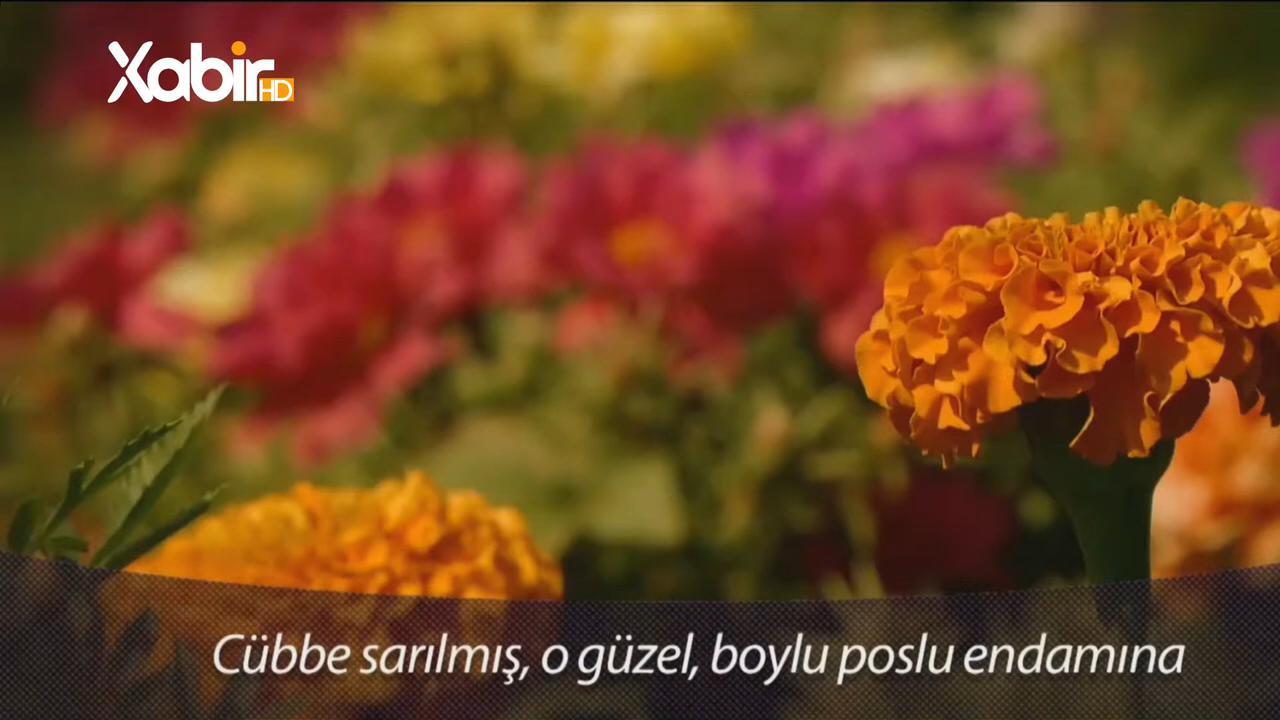 Xabir HD
Cübbe sarılmış, o güzel, boylu poslu endamına